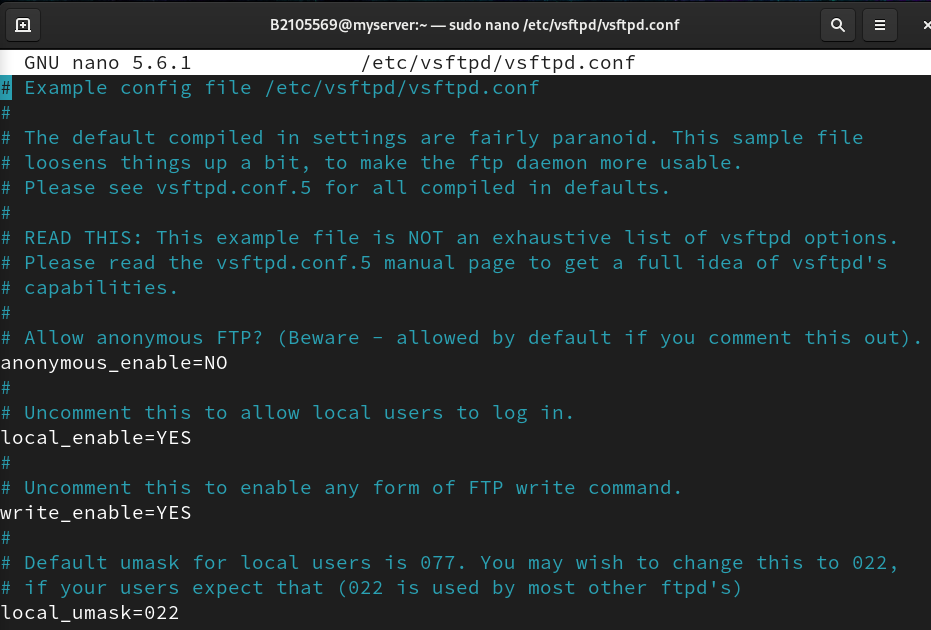 B2105569@myserver:~ — sudo nano /etc/vsftpd/vsftpd.conf
GNU nano 5.6.1 /etc/vsftpd/vsftpd.conf
# Example config file /etc/vsftpd/vsftpd.conf
#
# The default compiled in settings are fairly paranoid. This sample file
# loosens things up a bit, to make the ftp daemon more usable.
# Please see vsftpd.conf.5 for all compiled in defaults.
#
# READ THIS: This example file is NOT an exhaustive list of vsftpd options.
# Please read the vsftpd.conf.5 manual page to get a full idea of vsftpd's
# capabilities.
#
# Allow anonymous FTP? (Beware - allowed by default if you comment this out).
anonymous_enable=NO
#
# Uncomment this to allow local users to log in.
local_enable=YES
#
# Uncomment this to enable any form of FTP write command.
write_enable=YES
#
# Default umask for local users is 077. You may wish to change this to 022,
# if your users expect that (022 is used by most other ftpd's)
local_umask=022